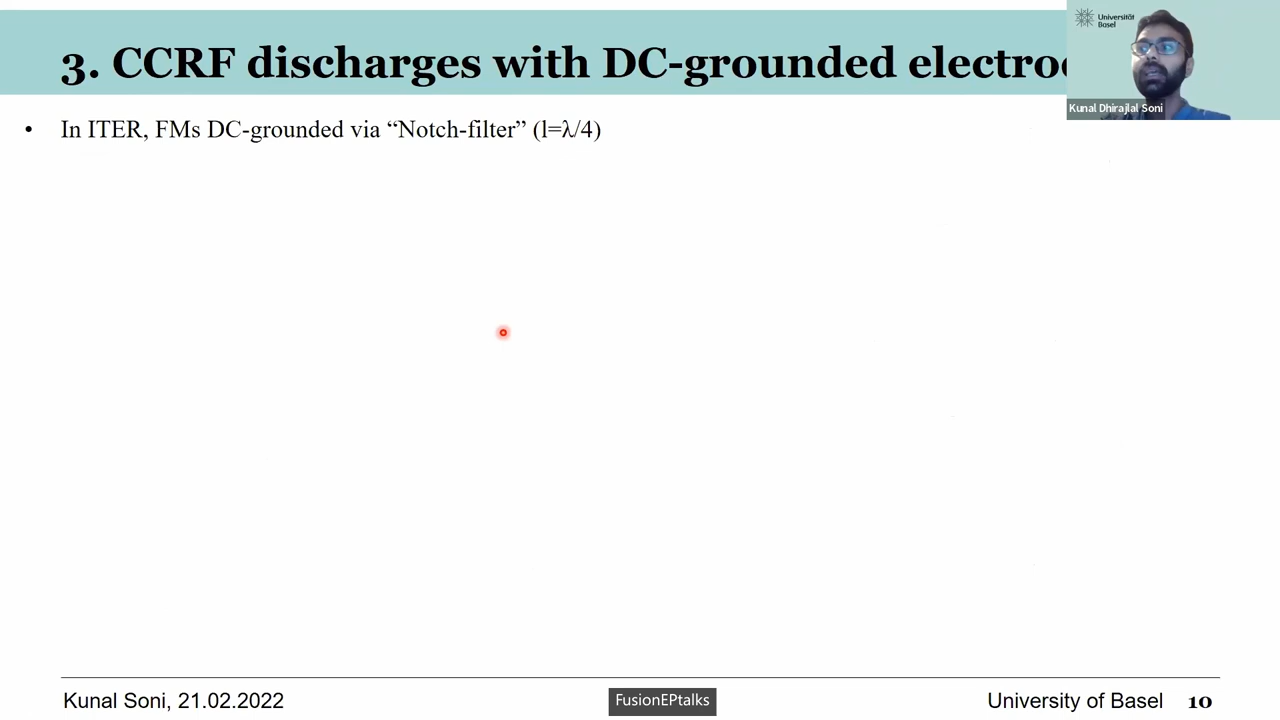 3. CCRF discharges with DC-grounded electro
Universität
Basel
Kunal Dhirajlal Soni
• In ITER, FMs DC-grounded via “Notch-filter” (l=λ/4)
Kunal Soni, 21.02.2022
FusionEPtalks
University of Basel 10